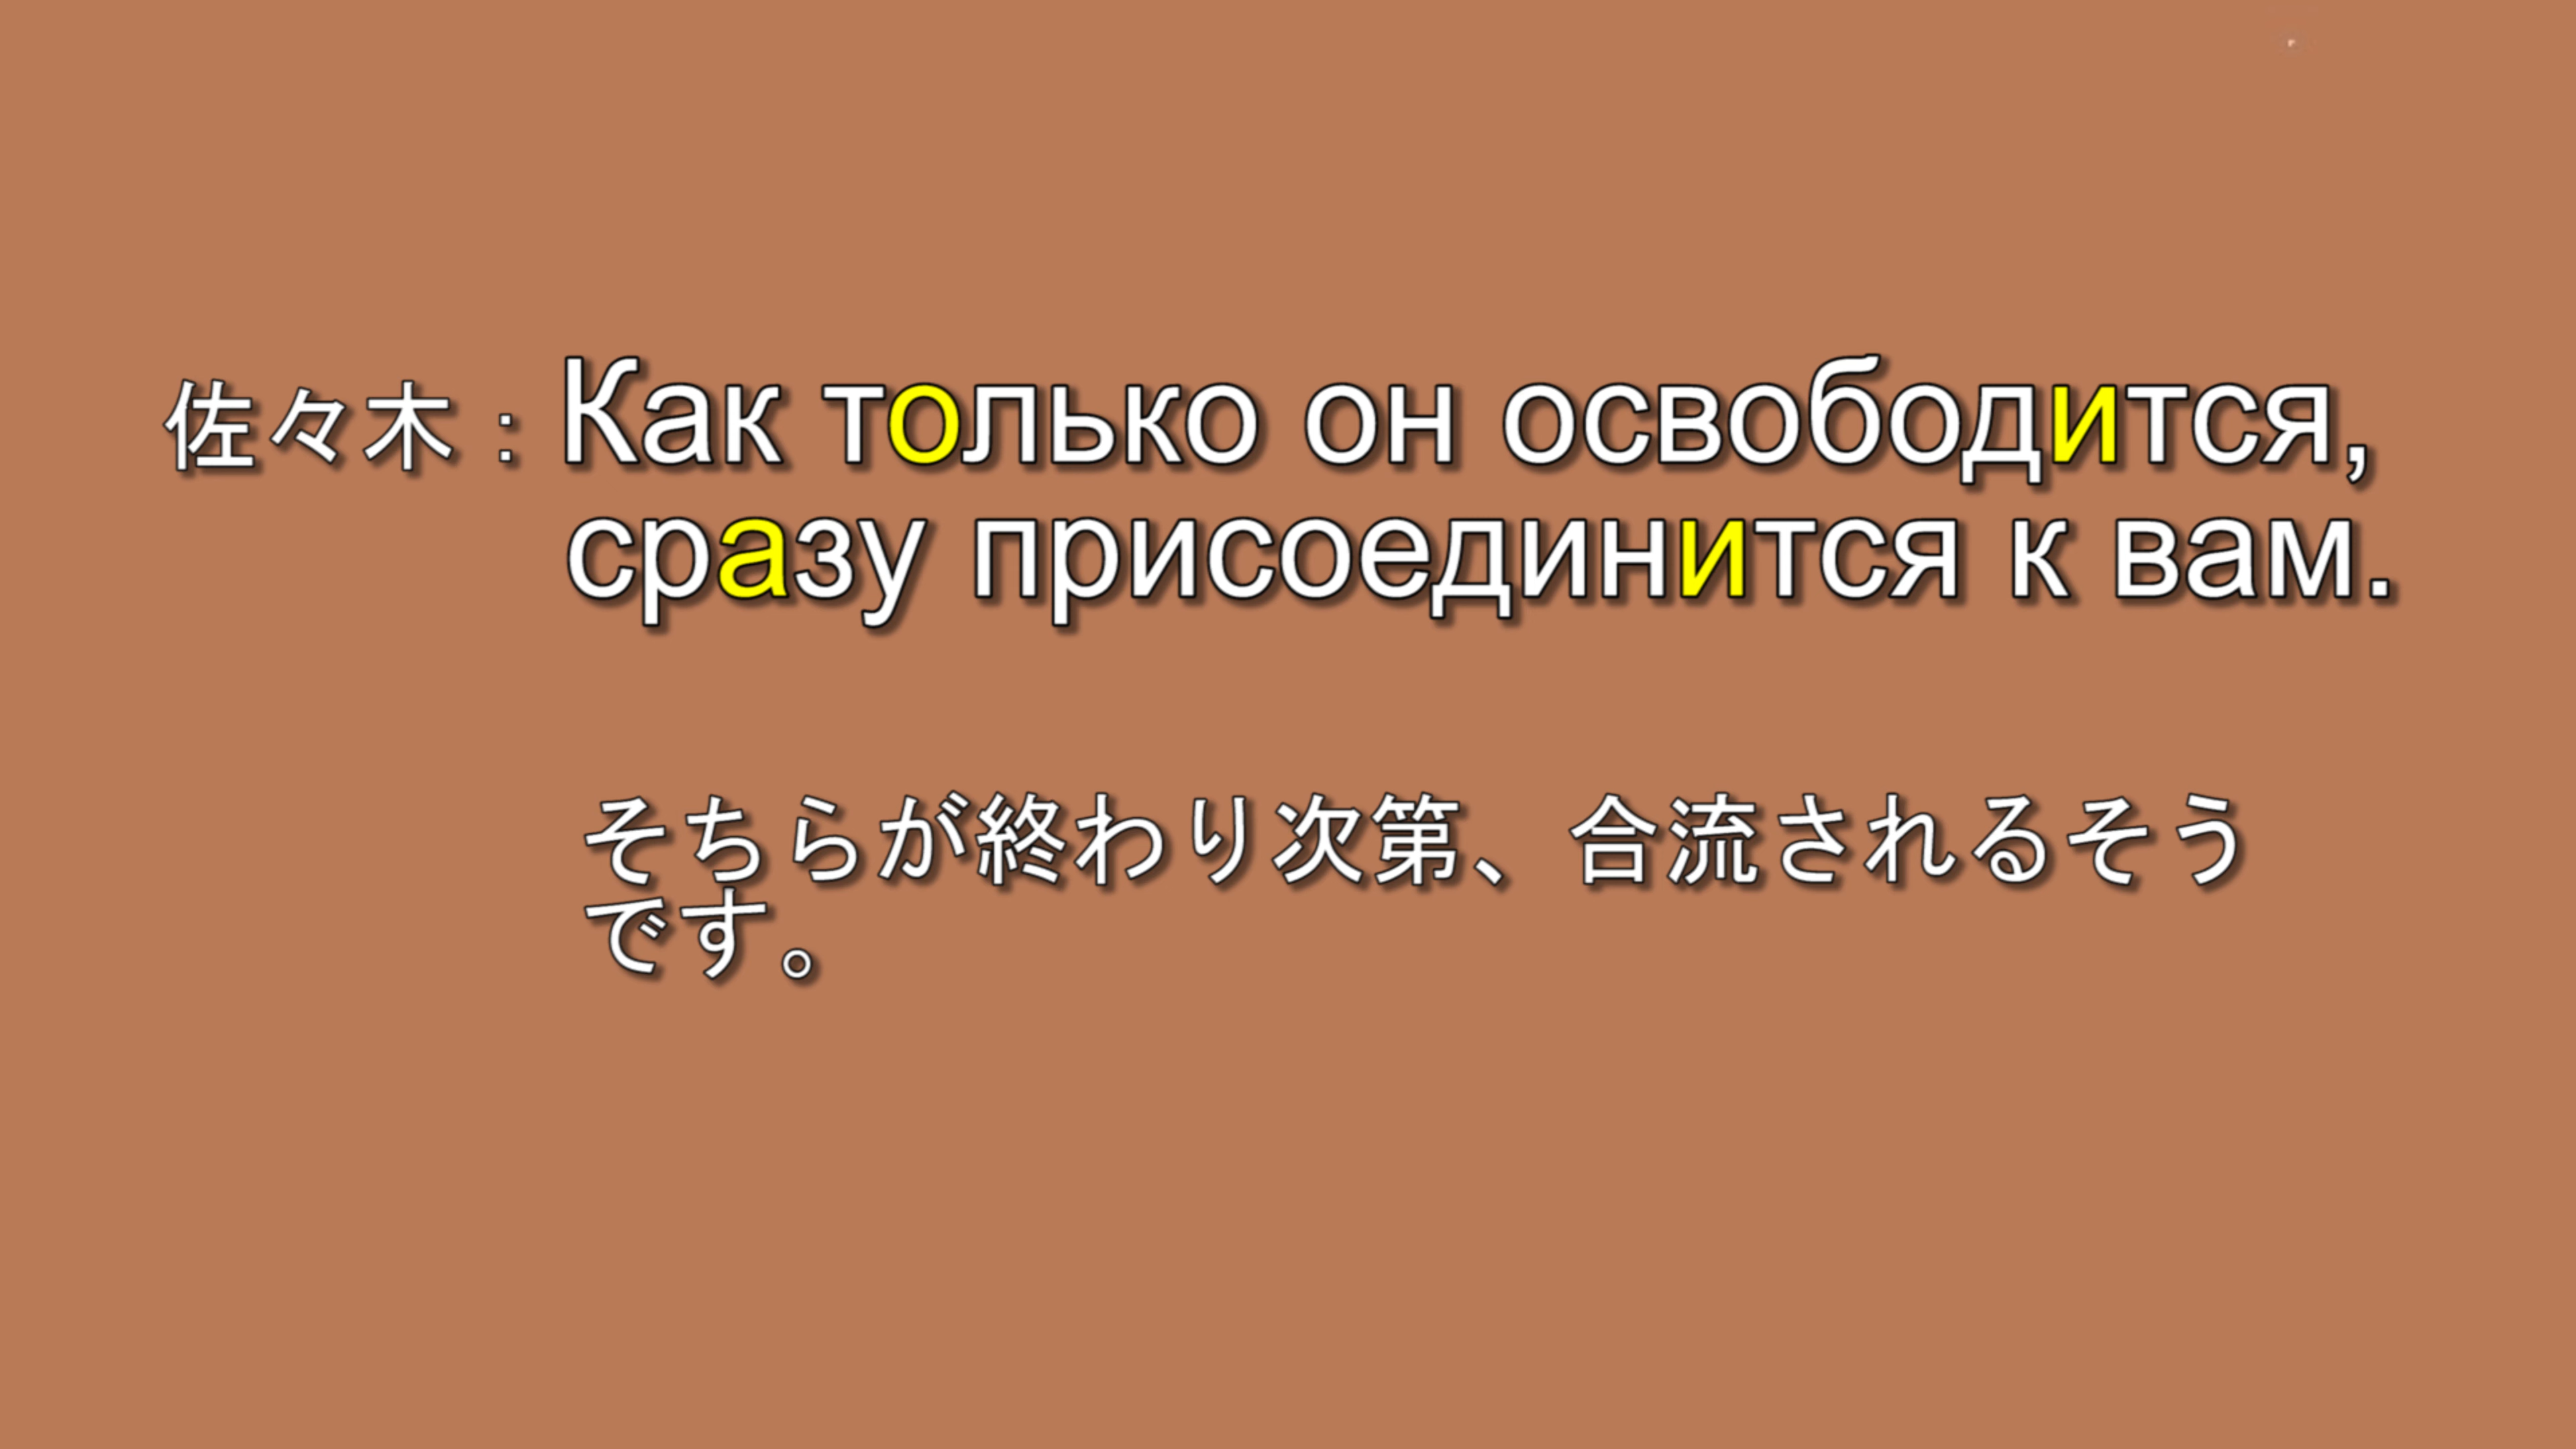 佐々木：Как только он освободится,
сразу присоединится к вам.
そちらが終わり次第、合流されるそう
です。